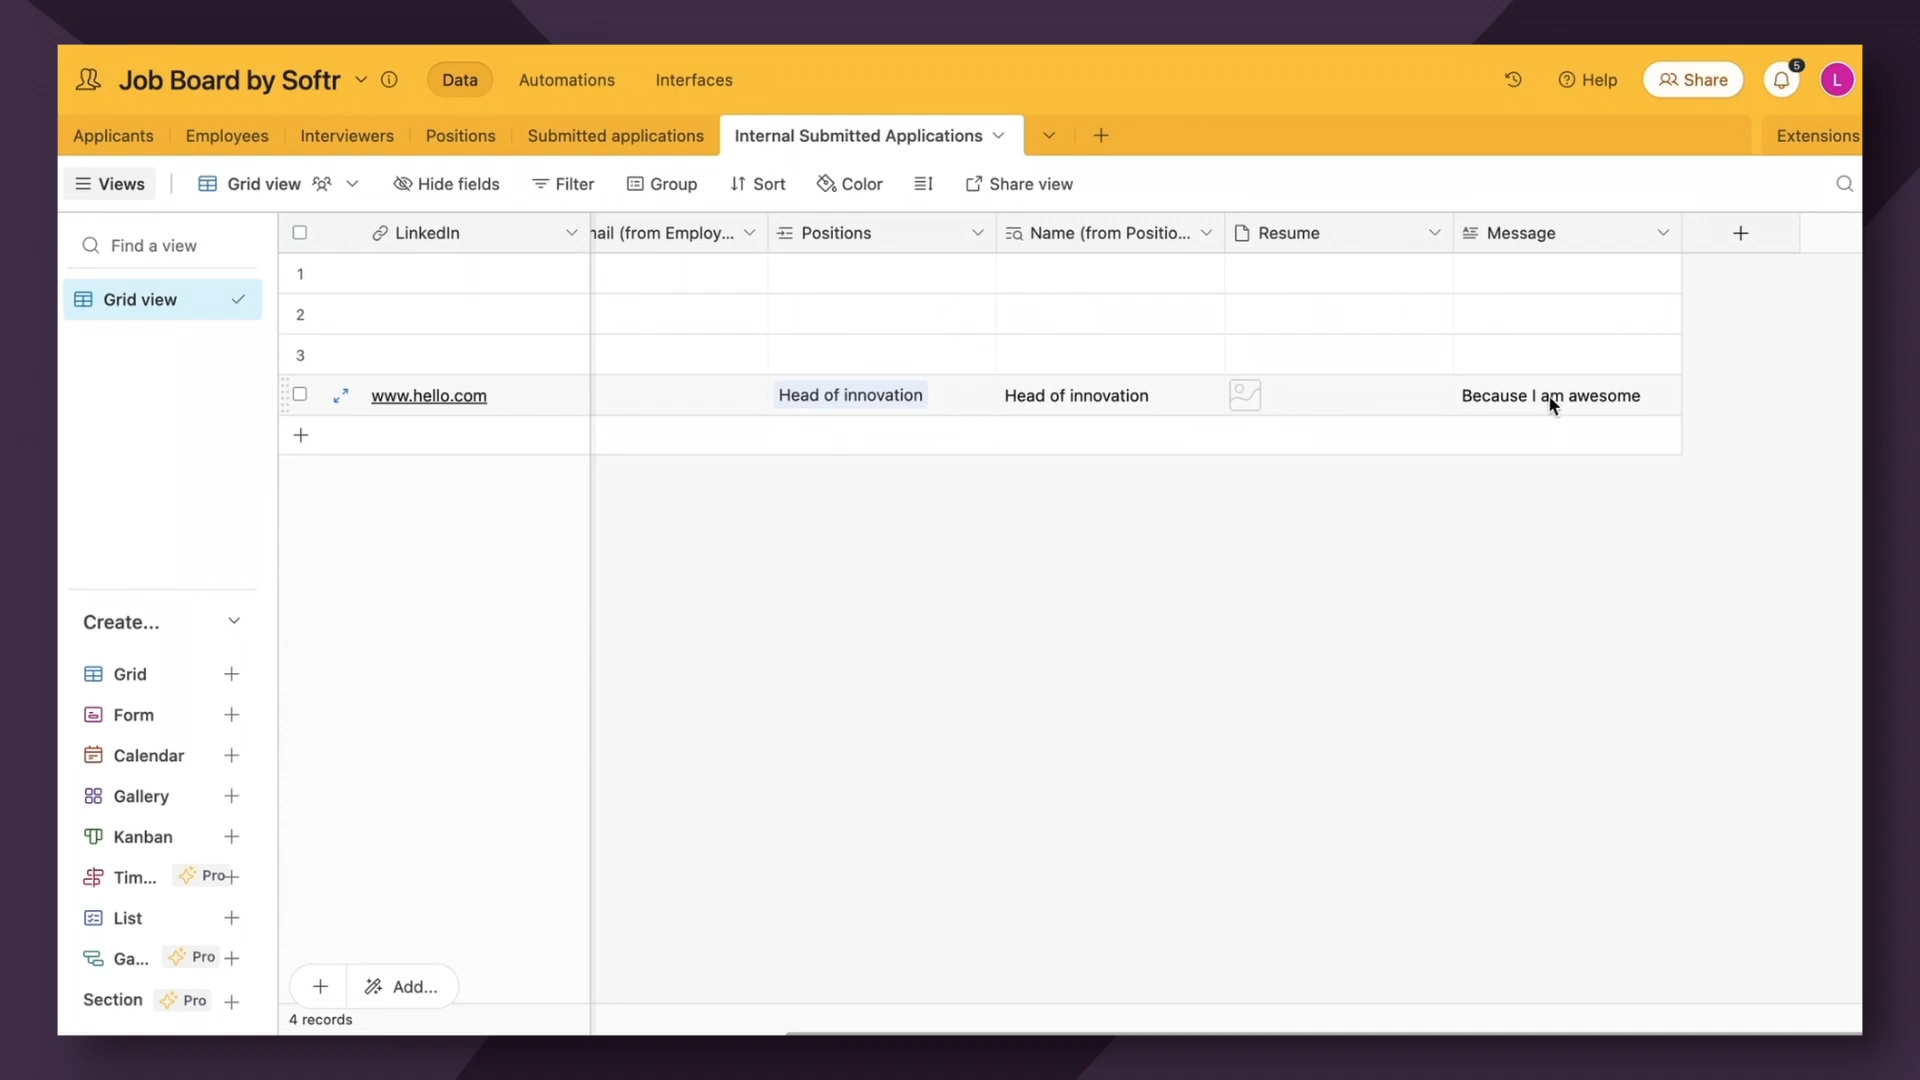 Job Board by Softr
Data
Automations
Interfaces
Help
Share
5
L
Applicants
Employees
Interviewers
Positions
Submitted applications
Internal Submitted Applications
Extensions
Views
Grid view
Hide fields
Filter
Group
Sort
Color
Share view
Find a view
Grid view
LinkedIn
nail (from Employ...
Positions
Name (from Positio...
Resume
Message
1
2
3
www.hello.com
Head of innovation
Head of innovation
Because I am awesome
Create...
Grid
Form
Calendar
Gallery
Kanban
Tim... Pro
List
Ga... Pro
Section Pro
Add...
4 records